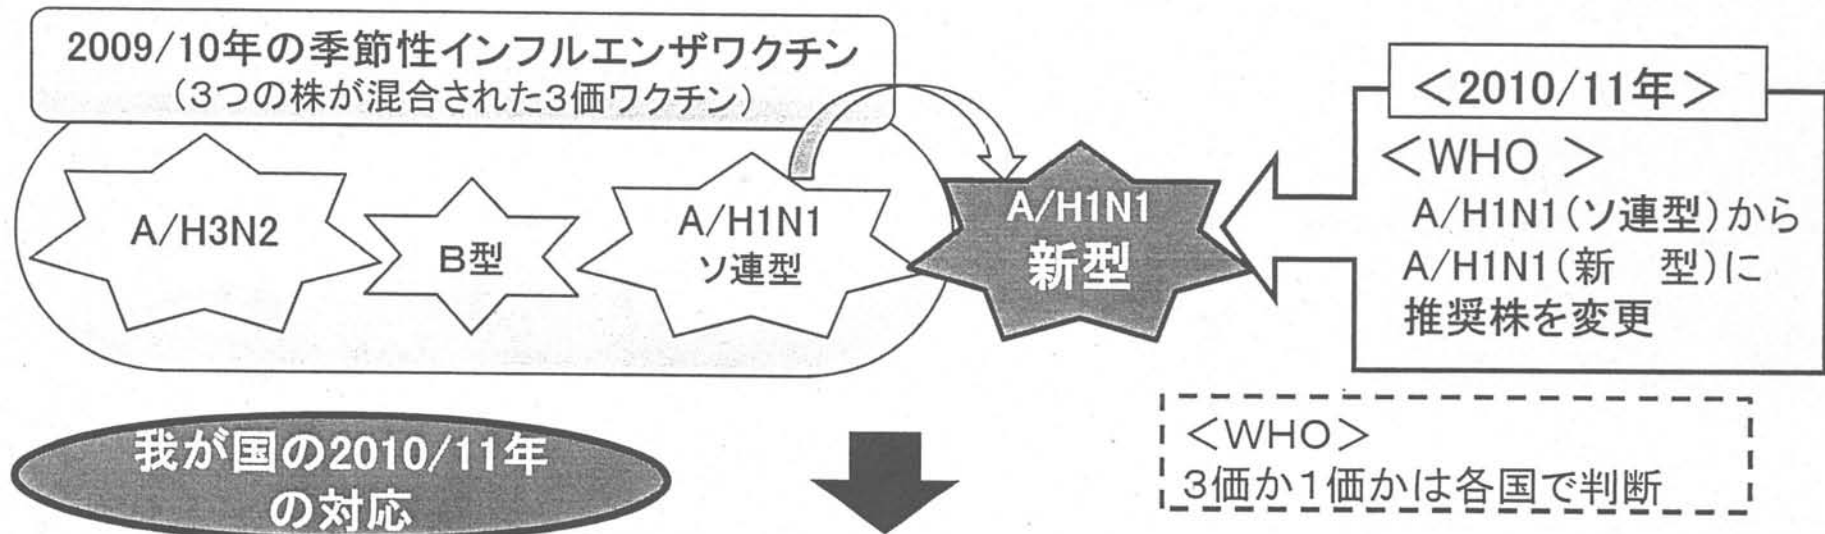 2009/10年の季節性インフルエンザワクチン
(3つの株が混合された3価ワクチン)
A/H3N2
B型
A/H1N1
ソ連型
A/H1N1
新型
＜2010/11年＞
＜WHO ＞
A/H1N1(ソ連型)から
A/H1N1(新　型)に
推奨株を変更
我が国の2010/11年
の対応
＜WHO＞
3価か1価かは各国で判断